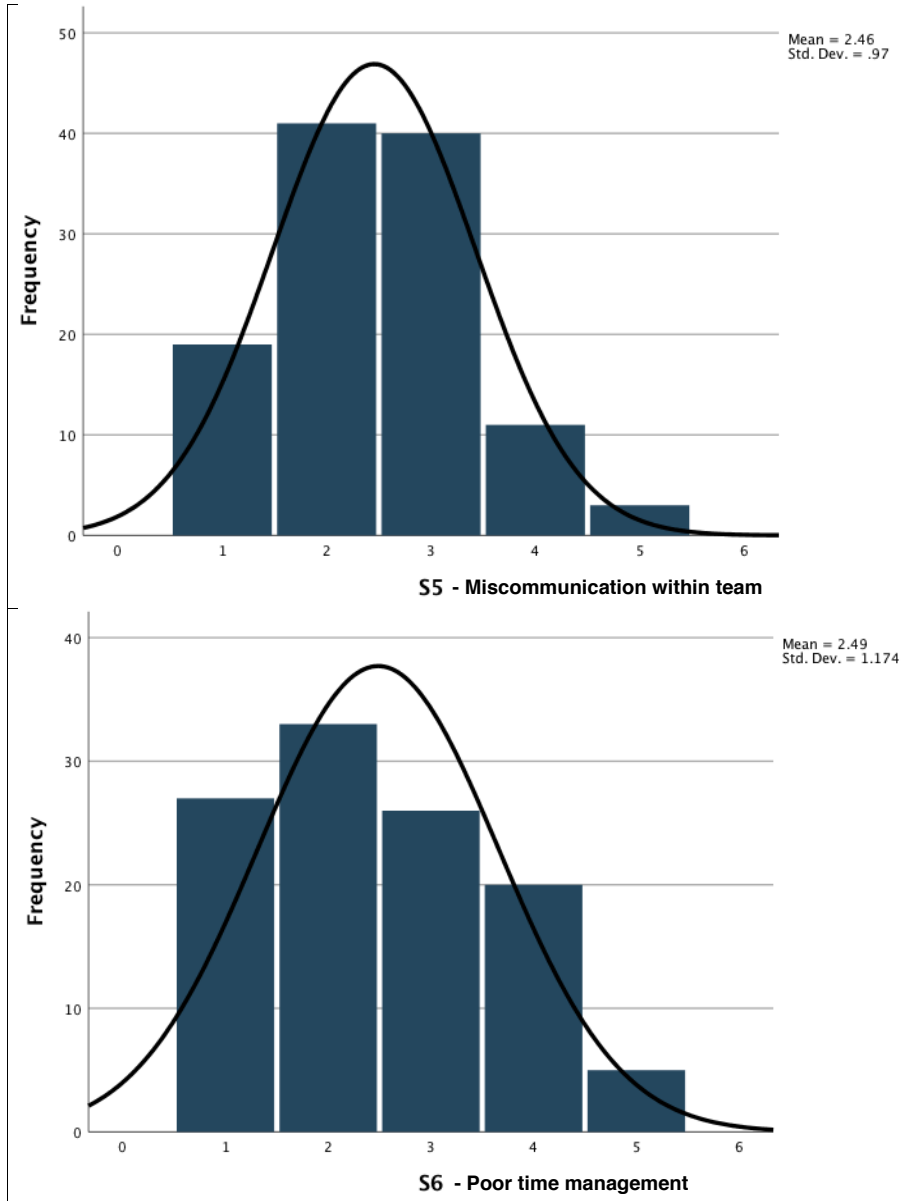 Mean = 2.46
Std. Dev. = .97
50
40
30
20
10
0
Frequency
0 1 2 3 4 5 6
S5 - Miscommunication within team
Mean = 2.49
Std. Dev. = 1.174
40
30
20
10
0
Frequency
0 1 2 3 4 5 6
S6 - Poor time management